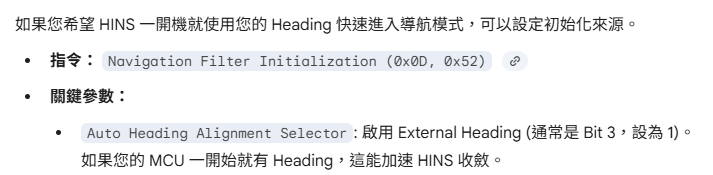 如果您希望 HINS 一開機就使用您的 Heading 快速進入導航模式，可以設定初始化來源。
• 指令： Navigation Filter Initialization (0x0D, 0x52)
• 關鍵參數：
• Auto Heading Alignment Selector : 啟用 External Heading (通常是 Bit 3，設為 1)。
如果您的 MCU 一開始就有 Heading，這能加速 HINS 收斂。